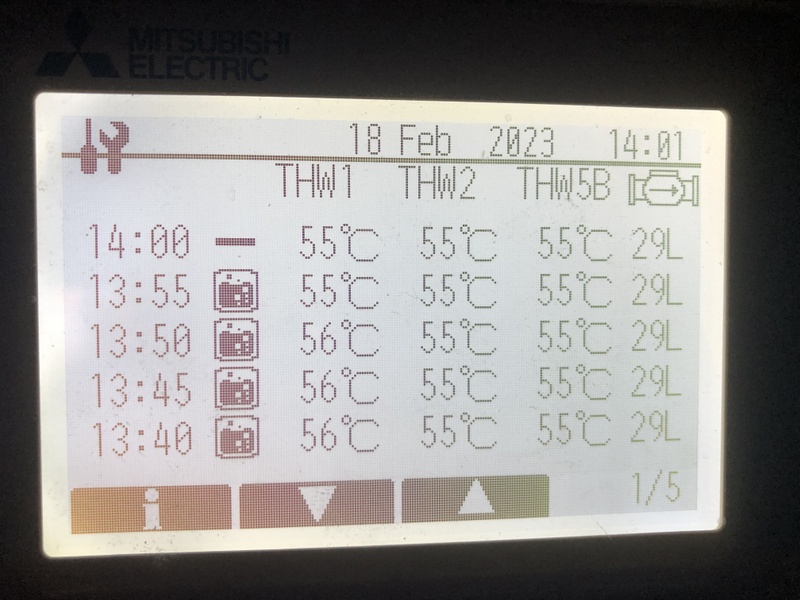 MITSUBISHI
ELECTRIC
18 Feb 2023 14:01
THW1 THW2 THW5B
14:00 — 55℃ 55℃ 55℃ 29L
13:55 55℃ 55℃ 55℃ 29L
13:50 56℃ 55℃ 55℃ 29L
13:45 56℃ 55℃ 55℃ 29L
13:40 56℃ 55℃ 55℃ 29L
i 1/5